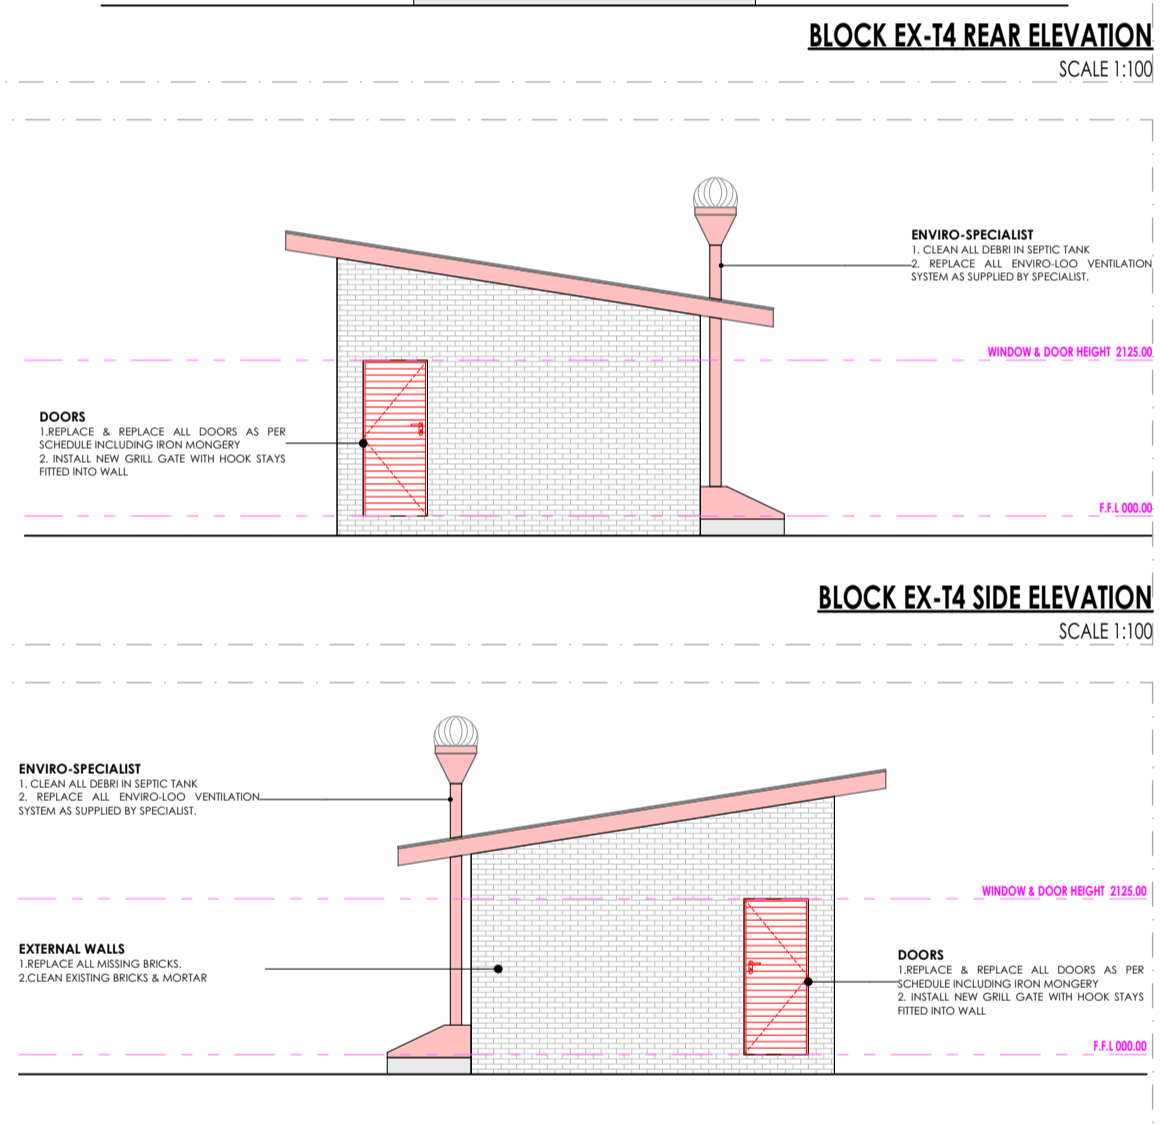 BLOCK EX-T4 REAR ELEVATION
SCALE 1:100
ENVIRO-SPECIALIST
1. CLEAN ALL DEBRI IN SEPTIC TANK
2. REPLACE ALL ENVIRO-LOO VENTILATION
SYSTEM AS SUPPLIED BY SPECIALIST.
WINDOW & DOOR HEIGHT 2125.00
DOORS
1.REPLACE & REPLACE ALL DOORS AS PER
SCHEDULE INCLUDING IRON MONGERY
2. INSTALL NEW GRILL GATE WITH HOOK STAYS
FITTED INTO WALL
F.F.L 000.00
BLOCK EX-T4 SIDE ELEVATION
SCALE 1:100
ENVIRO-SPECIALIST
1. CLEAN ALL DEBRI IN SEPTIC TANK
2. REPLACE ALL ENVIRO-LOO VENTILATION
SYSTEM AS SUPPLIED BY SPECIALIST.
WINDOW & DOOR HEIGHT 2125.00
EXTERNAL WALLS
1.REPLACE ALL MISSING BRICKS.
2.CLEAN EXISTING BRICKS & MORTAR
DOORS
1.REPLACE & REPLACE ALL DOORS AS PER
SCHEDULE INCLUDING IRON MONGERY
2. INSTALL NEW GRILL GATE WITH HOOK STAYS
FITTED INTO WALL
F.F.L 000.00